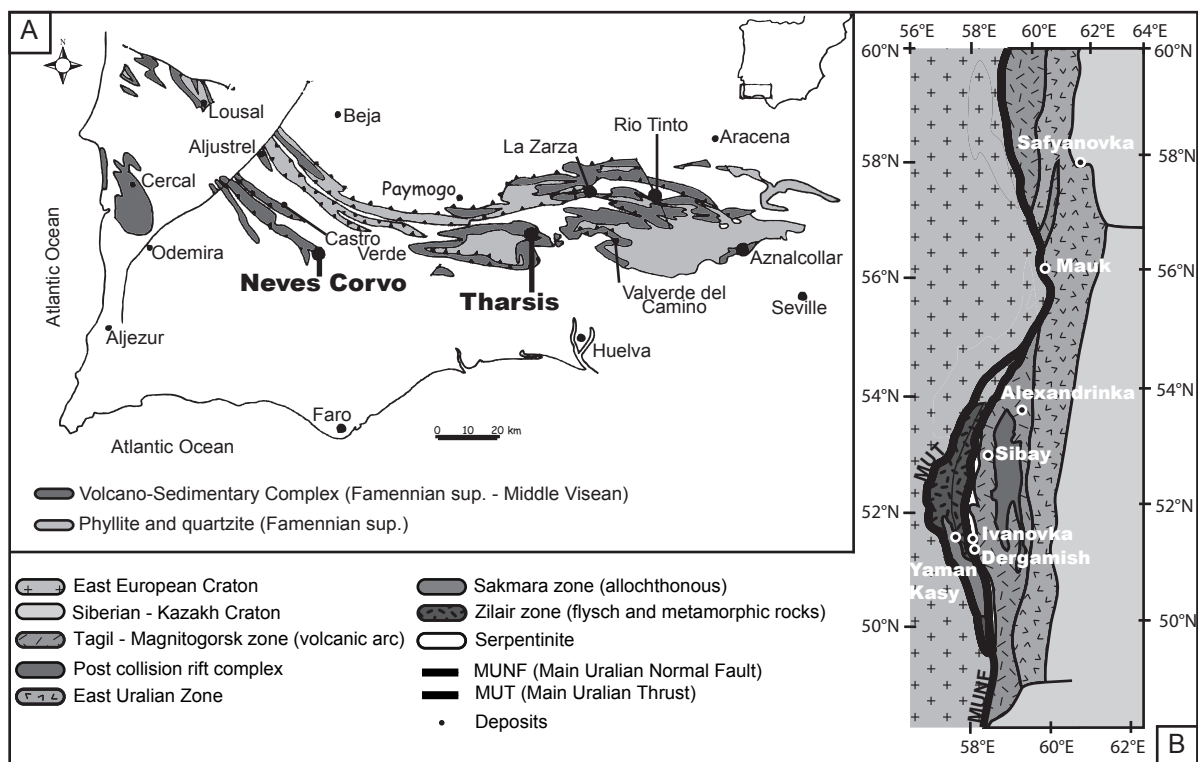 A
N
Lousal
Beja
Aljustrel
Cercal
Odemira
Castro
Verde
Neves Corvo
Paymogo
La Zarza
Rio Tinto
Aracena
Tharsis
Valverde del
Camino
Aznalcollar
Seville
Huelva
Aljezur
Faro
Atlantic Ocean
Atlantic Ocean
0 10 20 km
Volcano-Sedimentary Complex (Famennian sup. - Middle Visean)
Phyllite and quartzite (Famennian sup.)
East European Craton
Siberian - Kazakh Craton
Tagil - Magnitogorsk zone (volcanic arc)
Post collision rift complex
East Uralian Zone
Sakmara zone (allochthonous)
Zilair zone (flysch and metamorphic rocks)
Serpentinite
MUNF (Main Uralian Normal Fault)
MUT (Main Uralian Thrust)
Deposits
56°E 58°E 60°E 62°E 64°E
60°N 60°N
58°N 58°N
56°N 56°N
54°N 54°N
52°N 52°N
50°N 50°N
Safyanovka
Mauk
Alexandrinka
MUT
Sibay
Ivanovka
Dergamish
Yaman
Kasy
MUNF
58°E 60°E 62°E
B